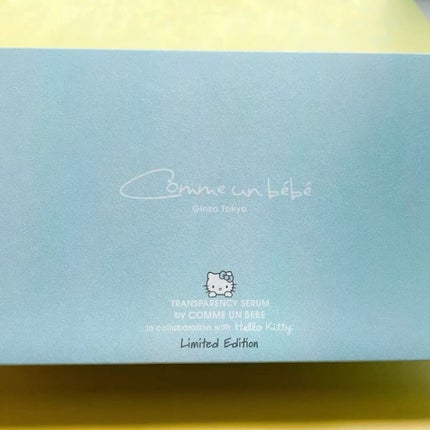 Comme un bébé
Ginza Tokyo
TRANSPARENCY SERUM
by COMME UN BEBE
in collaboration with Hello Kitty
Limited Edition